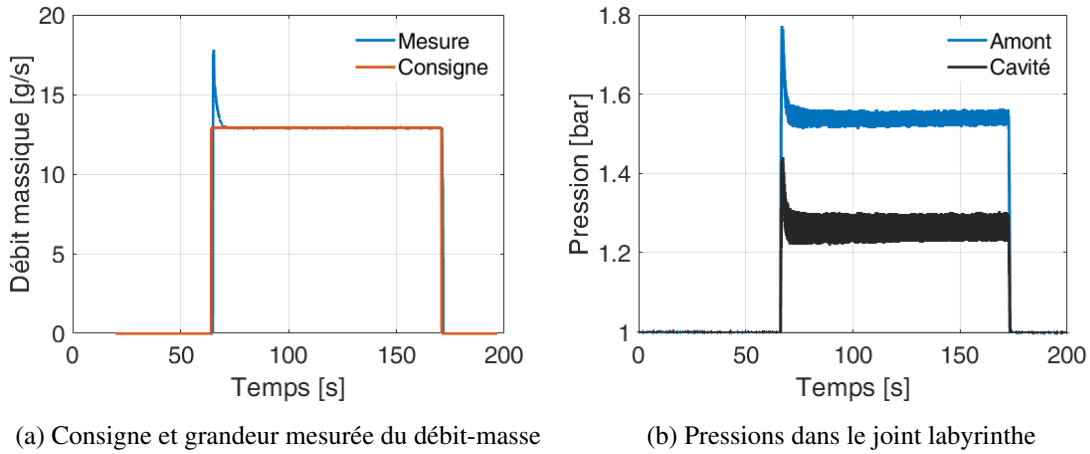 20
15
10
5
0
0
50
100
150
200
Débit massique [g/s]
Temps [s]
Mesure
Consigne
1.8
1.6
1.4
1.2
1
0
50
100
150
200
Pression [bar]
Temps [s]
Amont
Cavité
(a) Consigne et grandeur mesurée du débit-masse
(b) Pressions dans le joint labyrinthe